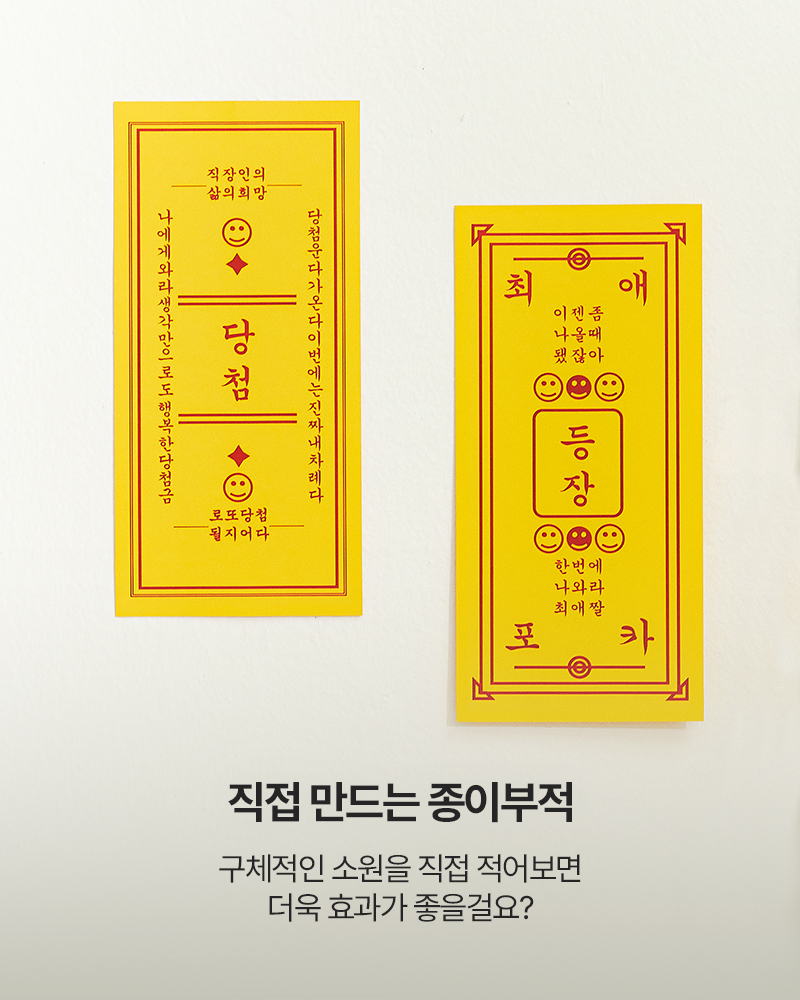 직장인의
삶의희망
나에게와라생각만으로도행복한당첨금
당첨
당첨운다가온다이번에는진짜내차례다
로또당첨
될지어다
최 애
이젠좀
나올때
됐잖아
등장
한번에
나와라
최애짤
포 카
직접 만드는 종이부적
구체적인 소원을 직접 적어보면
더욱 효과가 좋을걸요?